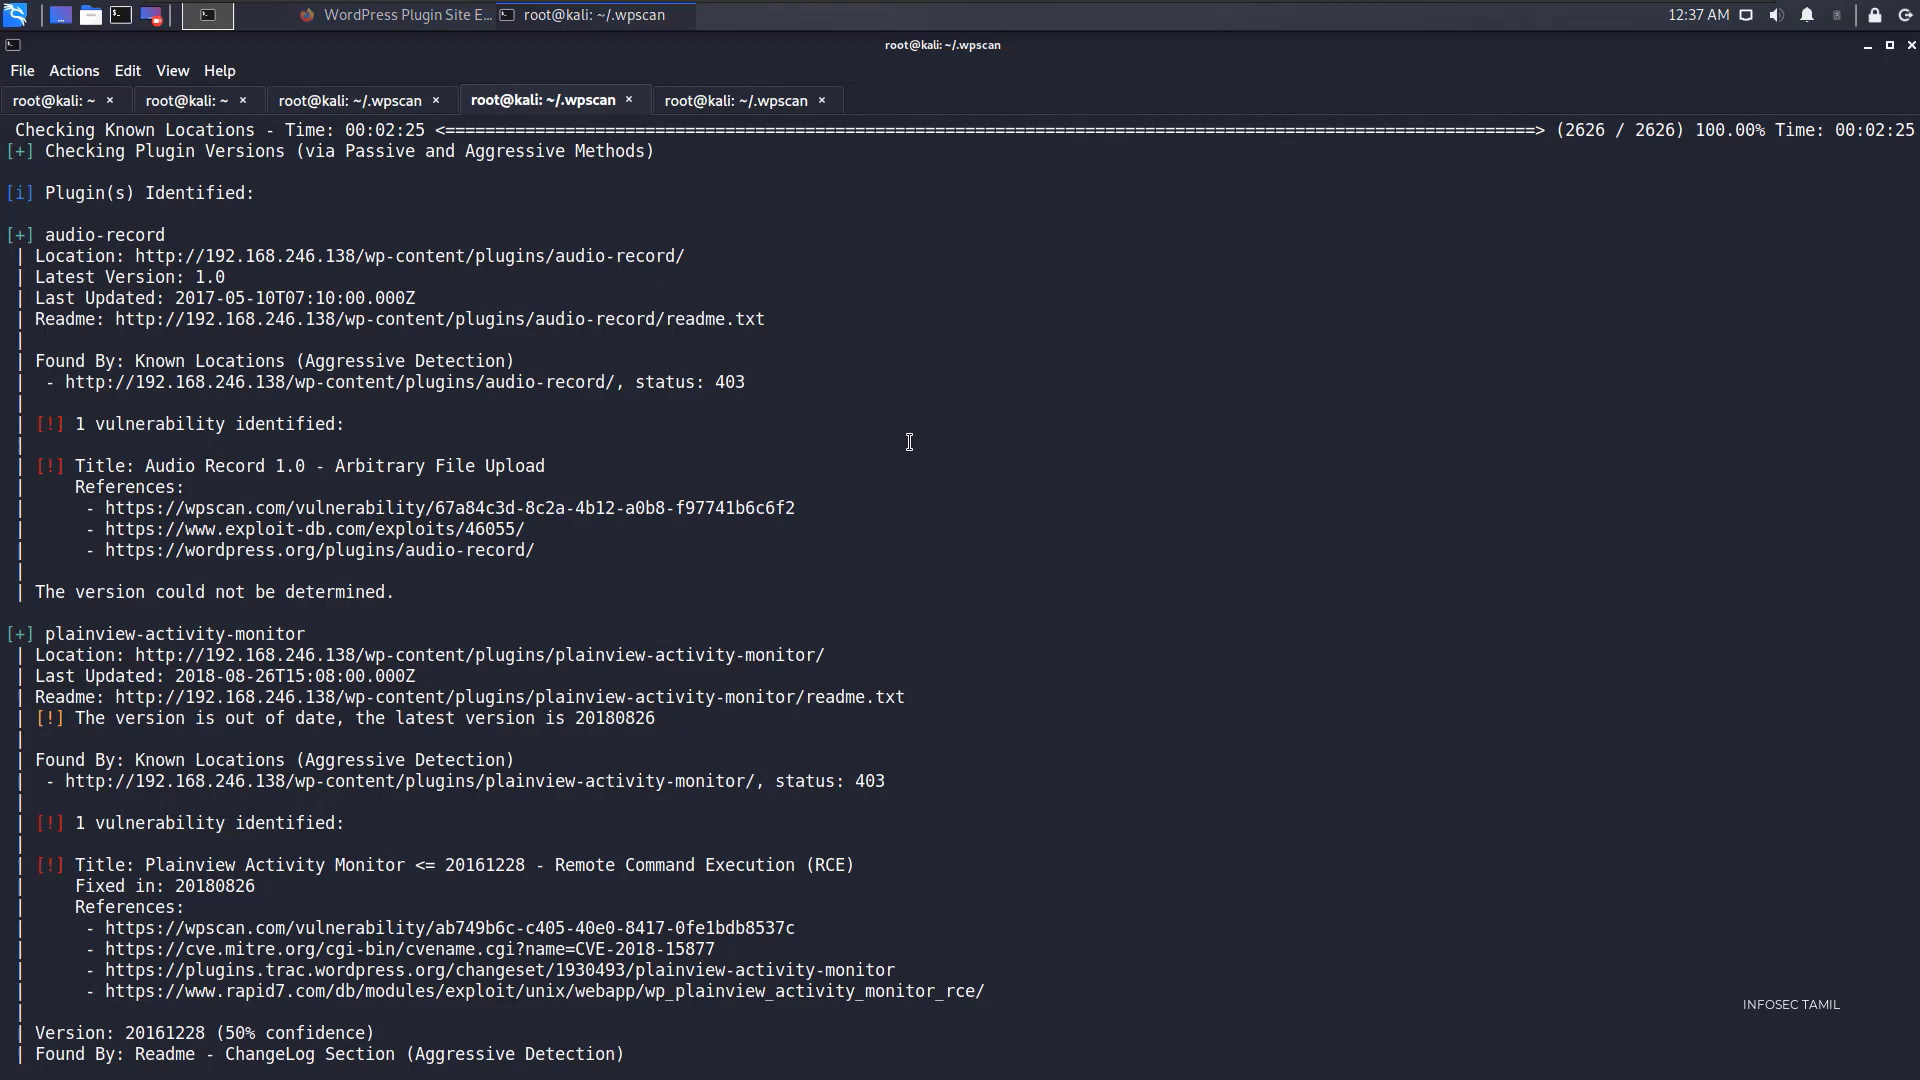 WordPress Plugin Site E...
root@kali: ~/.wpscan
12:37 AM
root@kali: ~/.wpscan
File Actions Edit View Help
root@kali: ~ ×
root@kali: ~ ×
root@kali: ~/.wpscan ×
root@kali: ~/.wpscan ×
root@kali: ~/.wpscan ×
Checking Known Locations - Time: 00:02:25 <=============================================================================================================> (2626 / 2626) 100.00% Time: 00:02:25
[+] Checking Plugin Versions (via Passive and Aggressive Methods)
[i] Plugin(s) Identified:
[+] audio-record
| Location: http://192.168.246.138/wp-content/plugins/audio-record/
| Latest Version: 1.0
| Last Updated: 2017-05-10T07:10:00.000Z
| Readme: http://192.168.246.138/wp-content/plugins/audio-record/readme.txt
|
| Found By: Known Locations (Aggressive Detection)
|  - http://192.168.246.138/wp-content/plugins/audio-record/, status: 403
|
| [!] 1 vulnerability identified:
|
| [!] Title: Audio Record 1.0 - Arbitrary File Upload
|     References:
|      - https://wpscan.com/vulnerability/67a84c3d-8c2a-4b12-a0b8-f97741b6c6f2
|      - https://www.exploit-db.com/exploits/46055/
|      - https://wordpress.org/plugins/audio-record/
|
| The version could not be determined.
[+] plainview-activity-monitor
| Location: http://192.168.246.138/wp-content/plugins/plainview-activity-monitor/
| Last Updated: 2018-08-26T15:08:00.000Z
| Readme: http://192.168.246.138/wp-content/plugins/plainview-activity-monitor/readme.txt
| [!] The version is out of date, the latest version is 20180826
|
| Found By: Known Locations (Aggressive Detection)
|  - http://192.168.246.138/wp-content/plugins/plainview-activity-monitor/, status: 403
|
| [!] 1 vulnerability identified:
|
| [!] Title: Plainview Activity Monitor <= 20161228 - Remote Command Execution (RCE)
|     Fixed in: 20180826
|     References:
|      - https://wpscan.com/vulnerability/ab749b6c-c405-40e0-8417-0fe1bdb8537c
|      - https://cve.mitre.org/cgi-bin/cvename.cgi?name=CVE-2018-15877
|      - https://plugins.trac.wordpress.org/changeset/1930493/plainview-activity-monitor
|      - https://www.rapid7.com/db/modules/exploit/unix/webapp/wp_plainview_activity_monitor_rce/
|
INFOSEC TAMIL
| Version: 20161228 (50% confidence)
| Found By: Readme - ChangeLog Section (Aggressive Detection)